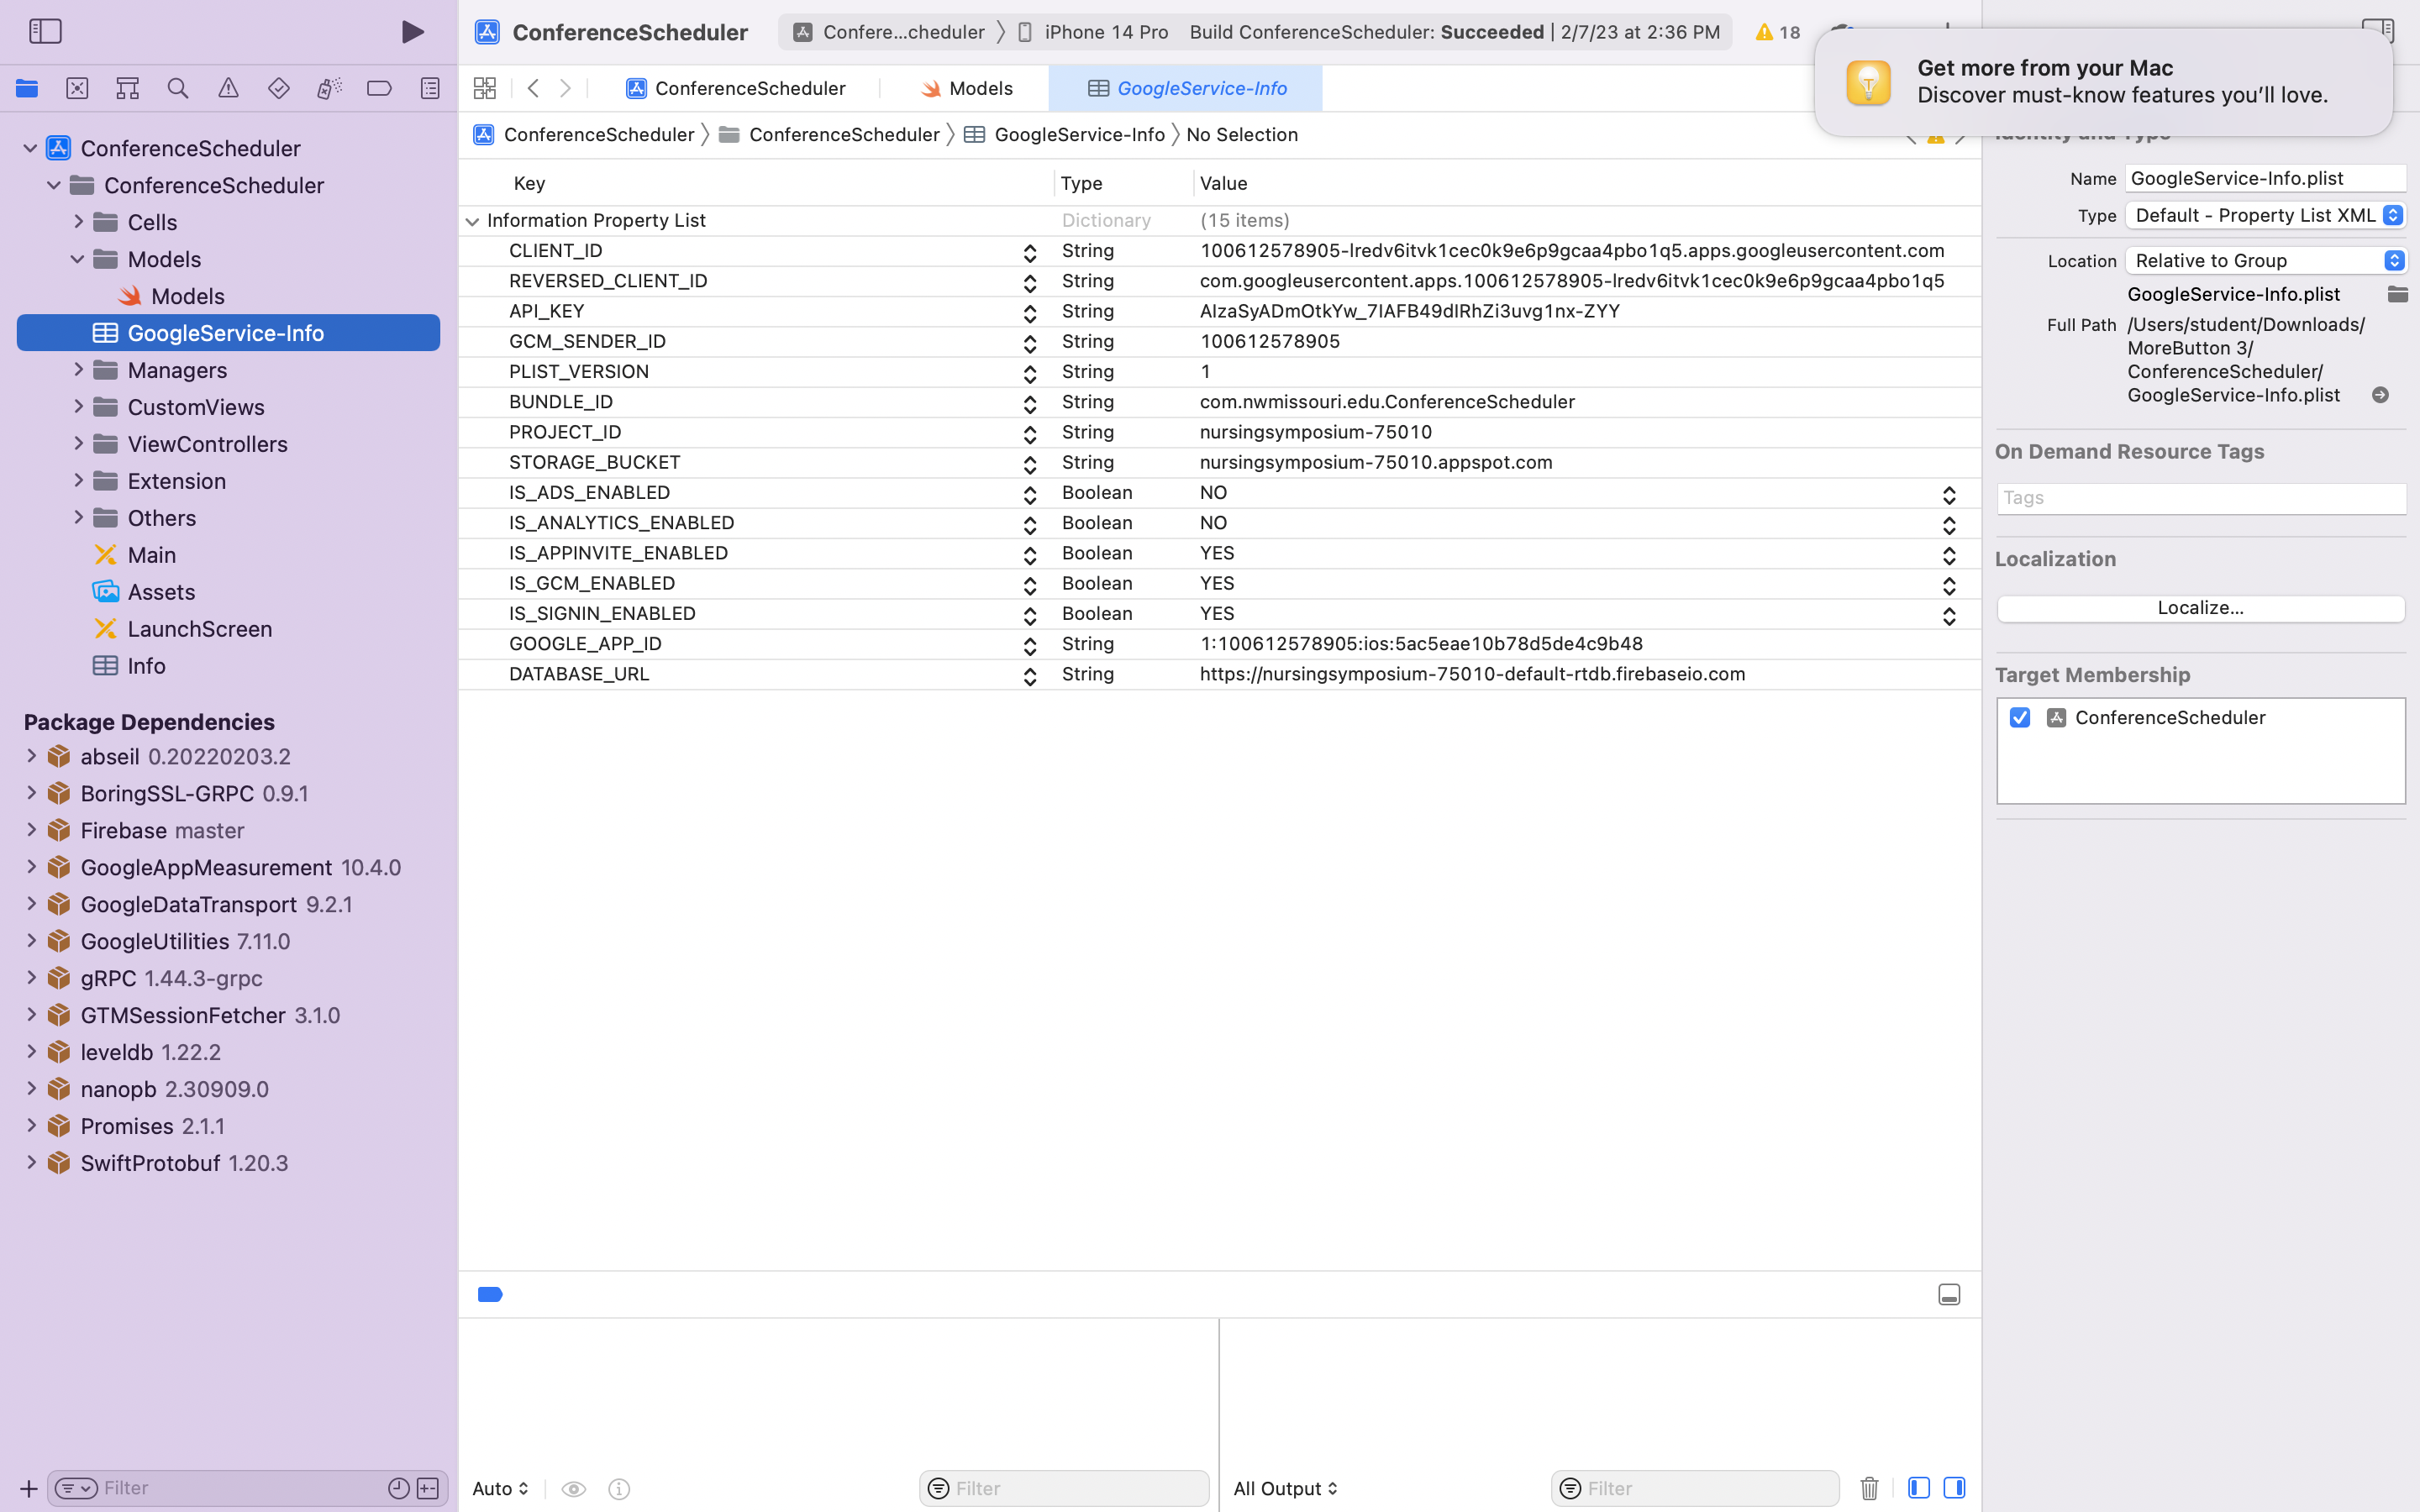 ConferenceScheduler
Confere...cheduler
iPhone 14 Pro
Build ConferenceScheduler: Succeeded | 2/7/23 at 2:36 PM
18
Get more from your Mac
Discover must-know features you’ll love.
ConferenceScheduler
Models
GoogleService-Info
ConferenceScheduler
ConferenceScheduler
GoogleService-Info
No Selection
ConferenceScheduler
ConferenceScheduler
Cells
Models
Models
GoogleService-Info
Managers
CustomViews
ViewControllers
Extension
Others
Main
Assets
LaunchScreen
Info
Package Dependencies
abseil 0.20220203.2
BoringSSL-GRPC 0.9.1
Firebase master
GoogleAppMeasurement 10.4.0
GoogleDataTransport 9.2.1
GoogleUtilities 7.11.0
gRPC 1.44.3-grpc
GTMSessionFetcher 3.1.0
leveldb 1.22.2
nanopb 2.30909.0
Promises 2.1.1
SwiftProtobuf 1.20.3
Filter
Key Type Value
Information Property List Dictionary (15 items)
CLIENT_ID String 100612578905-lredv6itvk1cec0k9e6p9gcaa4pbo1q5.apps.googleusercontent.com
REVERSED_CLIENT_ID String com.googleusercontent.apps.100612578905-lredv6itvk1cec0k9e6p9gcaa4pbo1q5
API_KEY String AIzaSyADmOtkYw_7IAFB49dIRhZi3uvg1nx-ZYY
GCM_SENDER_ID String 100612578905
PLIST_VERSION String 1
BUNDLE_ID String com.nwmissouri.edu.ConferenceScheduler
PROJECT_ID String nursingsymposium-75010
STORAGE_BUCKET String nursingsymposium-75010.appspot.com
IS_ADS_ENABLED Boolean NO
IS_ANALYTICS_ENABLED Boolean NO
IS_APPINVITE_ENABLED Boolean YES
IS_GCM_ENABLED Boolean YES
IS_SIGNIN_ENABLED Boolean YES
GOOGLE_APP_ID String 1:100612578905:ios:5ac5eae10b78d5de4c9b48
DATABASE_URL String https://nursingsymposium-75010-default-rtdb.firebaseio.com
Auto
Filter
All Output
Filter
Identity and Type
Name GoogleService-Info.plist
Type Default - Property List XML
Location Relative to Group
GoogleService-Info.plist
Full Path /Users/student/Downloads/
MoreButton 3/
ConferenceScheduler/
GoogleService-Info.plist
On Demand Resource Tags
Tags
Localization
Localize...
Target Membership
ConferenceScheduler